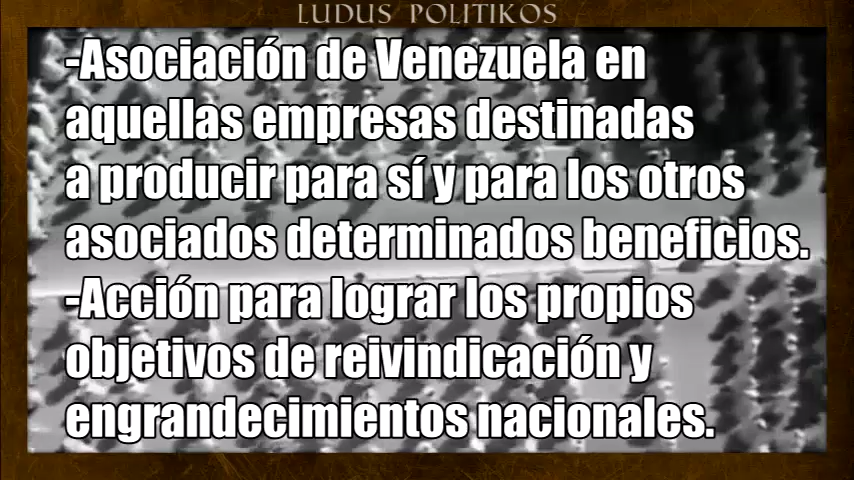 LUDUS POLITIKOS
-Asociación de Venezuela en
aquellas empresas destinadas
a producir para sí y para los otros
asociados determinados beneficios.
-Acción para lograr los propios
objetivos de reivindicación y
engrandecimientos nacionales.